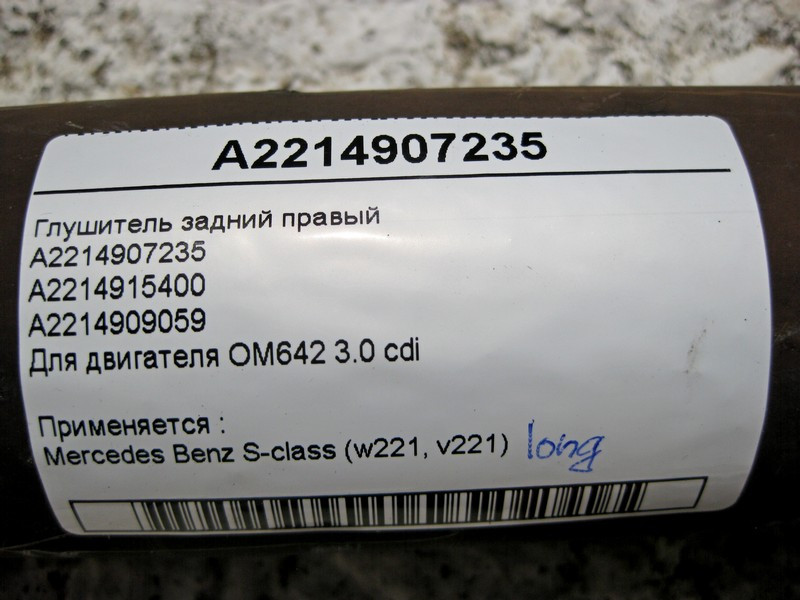 A2214907235
Глушитель задний правый
A2214907235
A2214915400
A2214909059
Для двигателя OM642 3.0 cdi
Применяется :
Mercedes Benz S-class (w221, v221) long